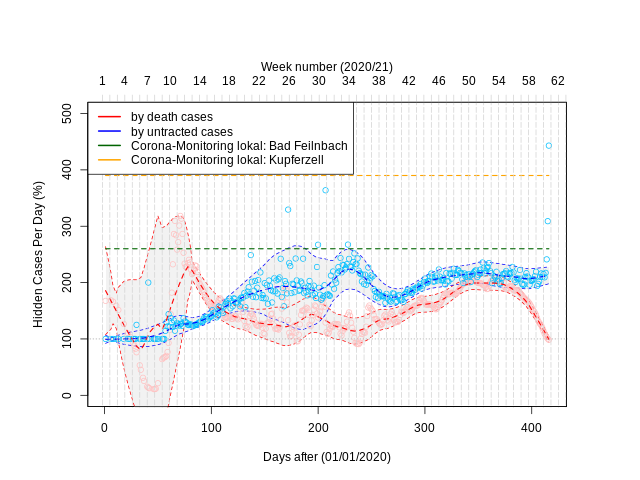 Week number (2020/21)
1 4 7 10 14 18 22 26 30 34 38 42 46 50 54 58 62
by death cases
by untracted cases
Corona-Monitoring lokal: Bad Feilnbach
Corona-Monitoring lokal: Kupferzell
500
400
300
200
100
0
Hidden Cases Per Day (%)
0 100 200 300 400
Days after (01/01/2020)